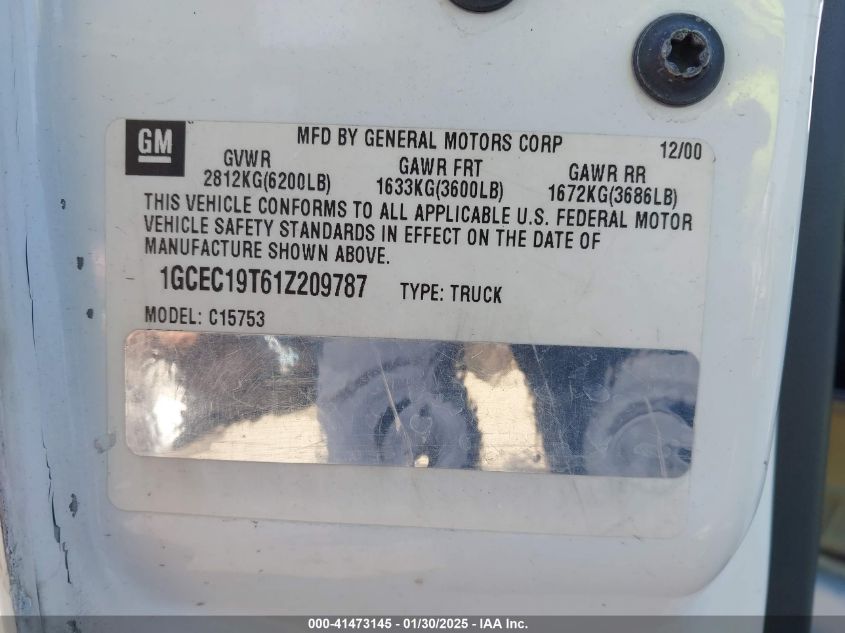 GM
MFD BY GENERAL MOTORS CORP 12/00
GVWR GAWR FRT GAWR RR
2812KG(6200LB) 1633KG(3600LB) 1672KG(3686LB)
THIS VEHICLE CONFORMS TO ALL APPLICABLE U.S. FEDERAL MOTOR
VEHICLE SAFETY STANDARDS IN EFFECT ON THE DATE OF
MANUFACTURE SHOWN ABOVE.
1GCEC19T61Z209787 TYPE: TRUCK
MODEL: C15753
000-41473145 - 01/30/2025 - IAA Inc.